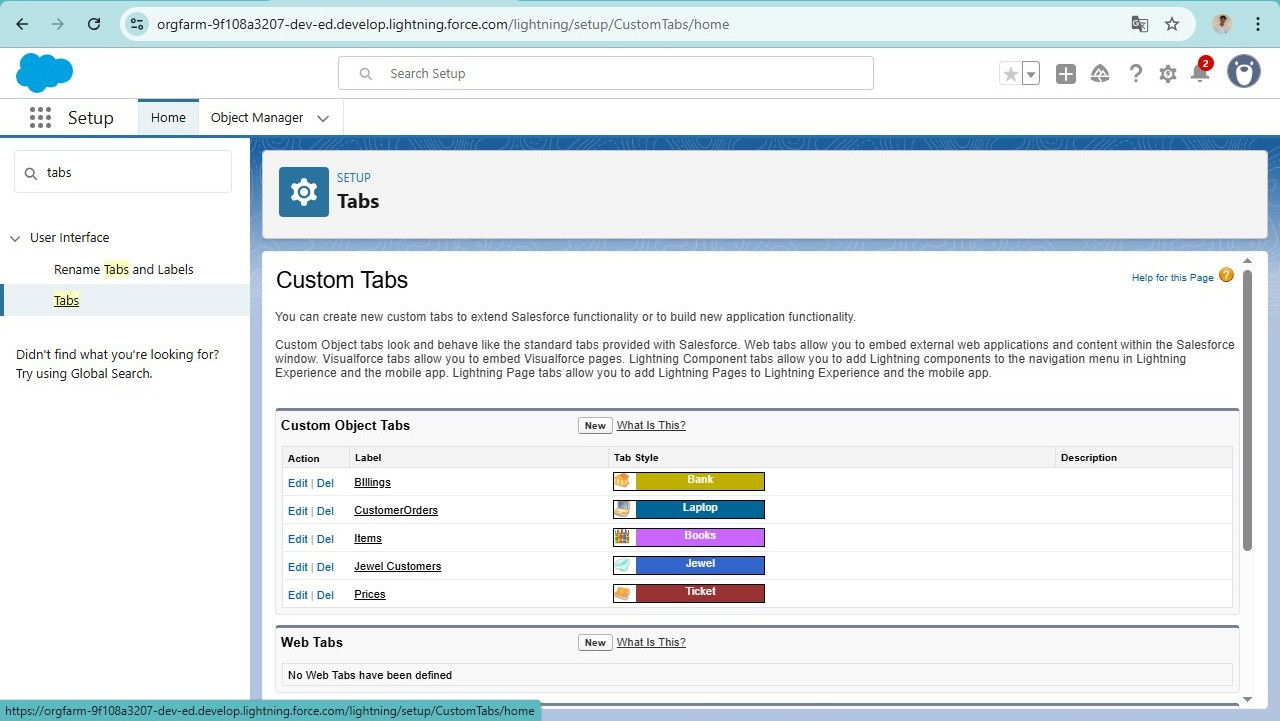 orgfarm-9f108a3207-dev-ed.develop.lightning.force.com/lightning/setup/CustomTabs/home
Search Setup
2
Setup
Home
Object Manager
tabs
User Interface
Rename Tabs and Labels
Tabs
Didn't find what you're looking for?
Try using Global Search.
SETUP
Tabs
Custom Tabs
Help for this Page
You can create new custom tabs to extend Salesforce functionality or to build new application functionality.
Custom Object tabs look and behave like the standard tabs provided with Salesforce. Web tabs allow you to embed external web applications and content within the Salesforce
window. Visualforce tabs allow you to embed Visualforce pages. Lightning Component tabs allow you to add Lightning components to the navigation menu in Lightning
Experience and the mobile app. Lightning Page tabs allow you to add Lightning Pages to Lightning Experience and the mobile app.
Custom Object Tabs New What Is This?
Action Label Tab Style Description
Edit | Del BIllings Bank
Edit | Del CustomerOrders Laptop
Edit | Del Items Books
Edit | Del Jewel Customers Jewel
Edit | Del Prices Ticket
Web Tabs New What Is This?
No Web Tabs have been defined
https://orgfarm-9f108a3207-dev-ed.develop.lightning.force.com/lightning/setup/CustomTabs/home